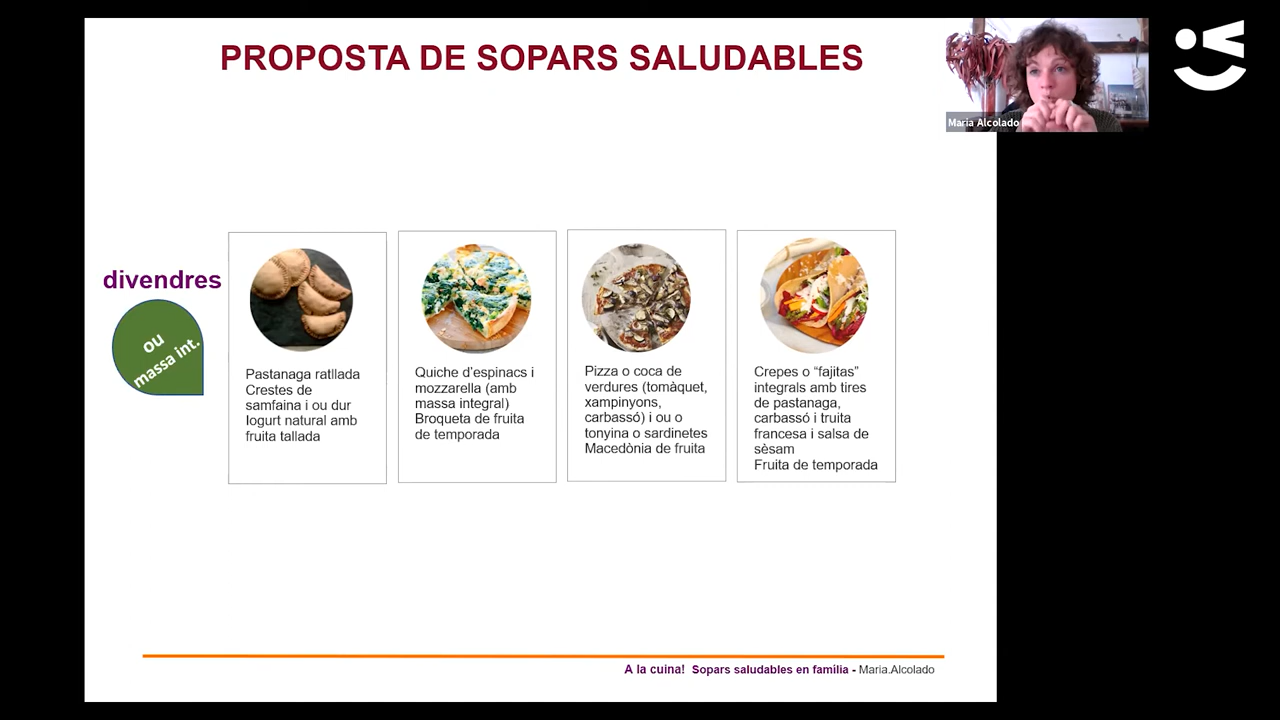 PROPOSTA DE SOPARS SALUDABLES
Maria Alcolado
divendres
ou
massa int.
Pastanaga ratllada
Crestes de
samfaina i ou dur
Iogurt natural amb
fruita tallada
Quiche d'espinacs i
mozzarella (amb
massa integral)
Broqueta de fruita
de temporada
Pizza o coca de
verdures (tomàquet,
xampinyons,
carbassó) i ou o
tonyina o sardinetes
Macedònia de fruita
Crepes o “fajitas”
integrals amb tires
de pastanaga,
carbassó i truita
francesa i salsa de
sèsam
Fruita de temporada
A la cuina! Sopars saludables en familia - Maria.Alcolado